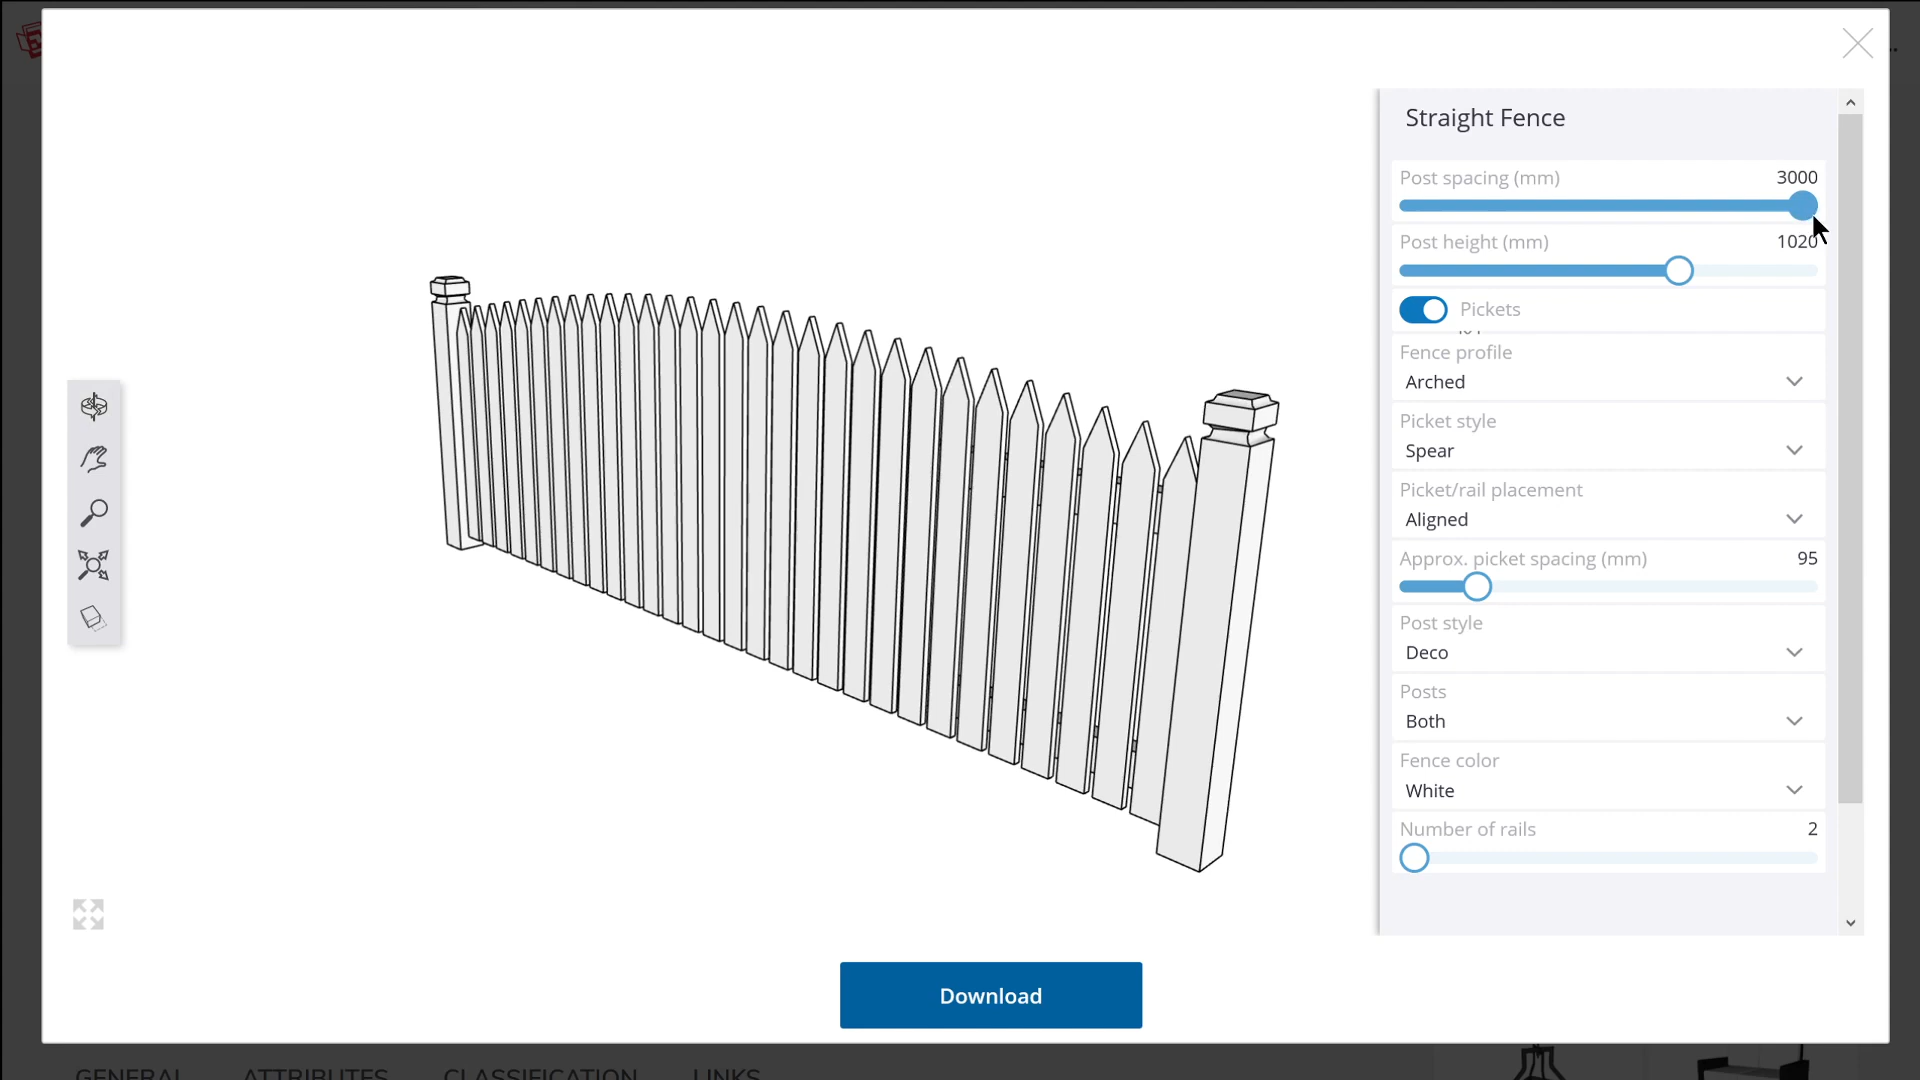 Straight Fence
Post spacing (mm) 3000
Post height (mm) 1020
Pickets
Fence profile
Arched
Picket style
Spear
Picket/rail placement
Aligned
Approx. picket spacing (mm) 95
Post style
Deco
Posts
Both
Fence color
White
Number of rails 2
Download
GENERAL ATTRIBUTES CLASSIFICATION LINKS